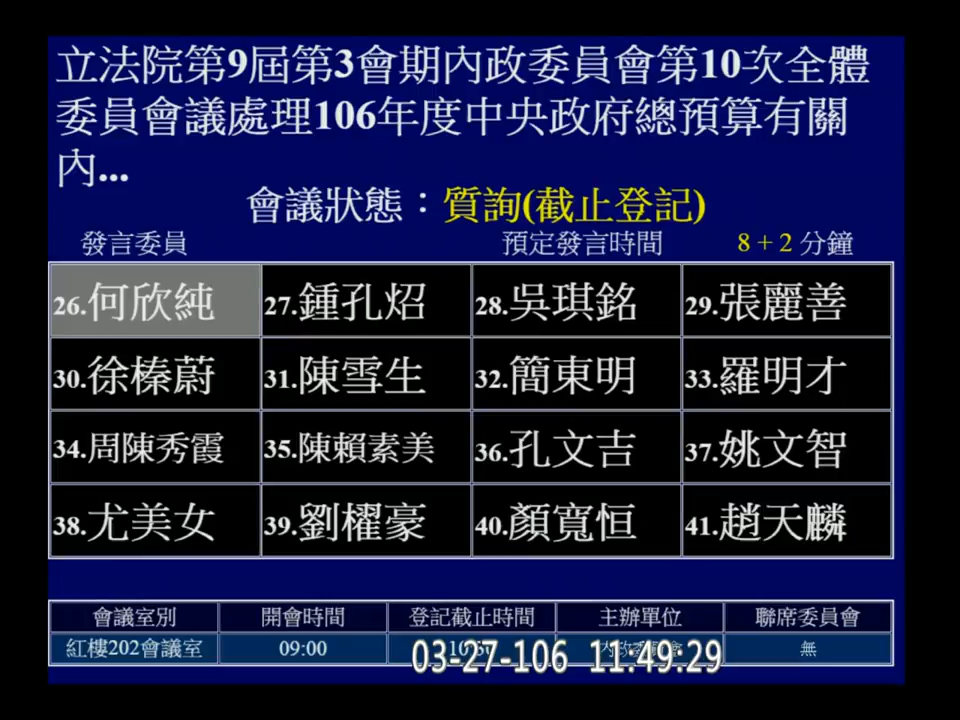 立法院第9屆第3會期內政委員會第10次全體
委員會議處理106年度中央政府總預算有關
內...
會議狀態：質詢(截止登記)
發言委員 預定發言時間 8 + 2 分鐘
26.何欣純 27.鍾孔炤 28.吳琪銘 29.張麗善
30.徐榛蔚 31.陳雪生 32.簡東明 33.羅明才
34.周陳秀霞 35.陳賴素美 36.孔文吉 37.姚文智
38.尤美女 39.劉櫂豪 40.顏寬恒 41.趙天麟
會議室別 開會時間 登記截止時間 主辦單位 聯席委員會
紅樓202會議室 09:00 無
03-27-106 11:49:29